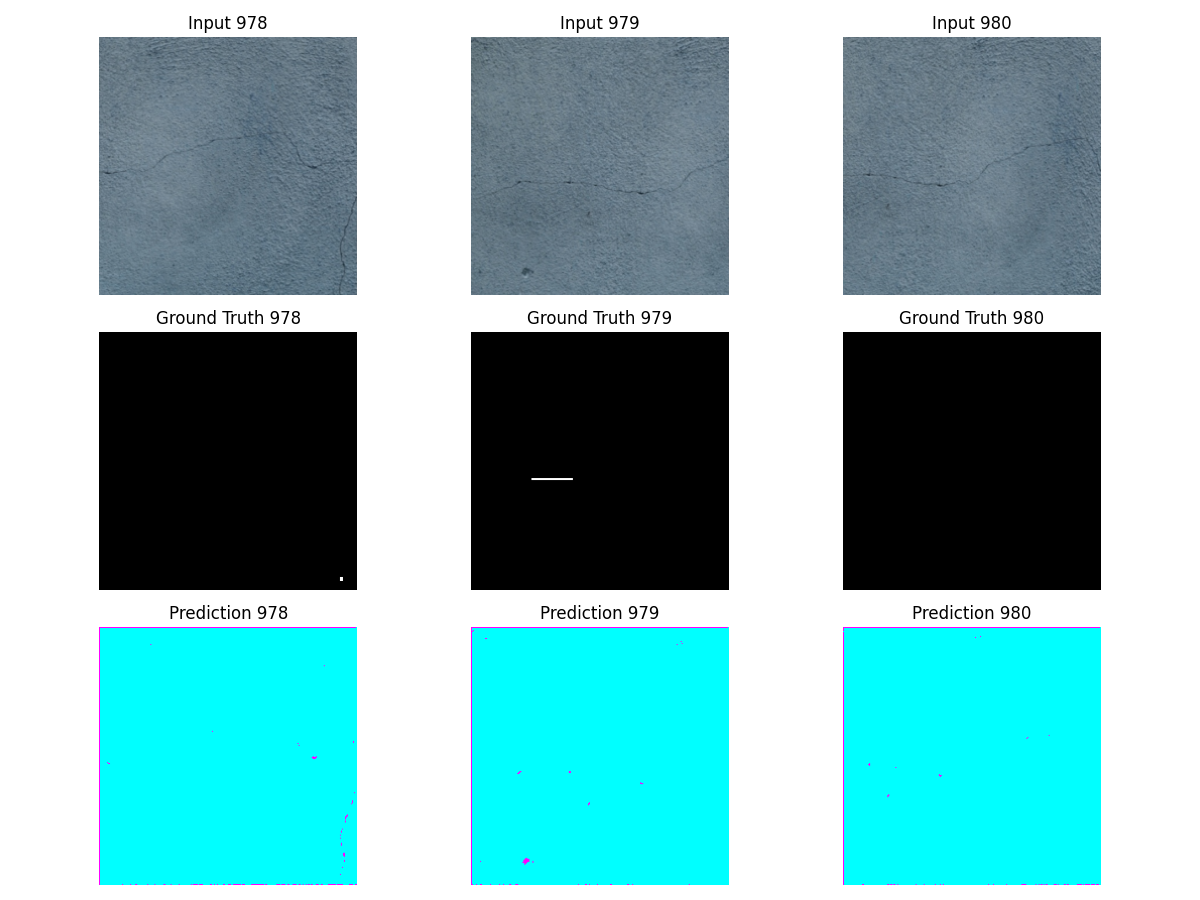 Input 978
Input 979
Input 980
Ground Truth 978
Ground Truth 979
Ground Truth 980
Prediction 978
Prediction 979
Prediction 980